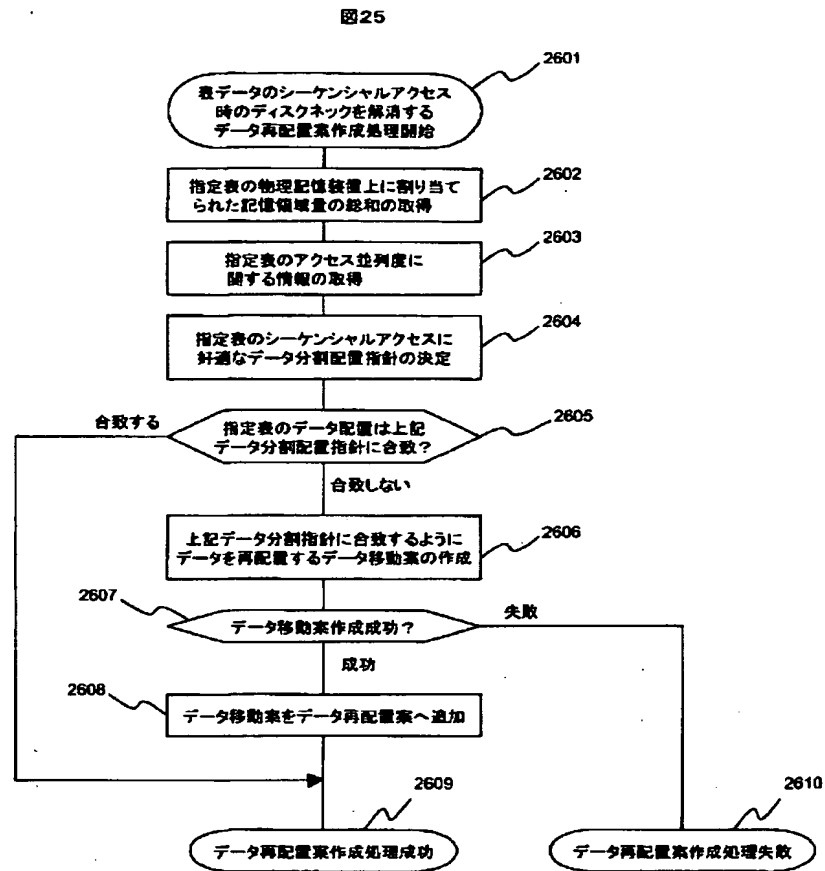 図25
2601
表データのシーケンシャルアクセス
時のディスクネックを解消する
データ再配置案作成処理開始
2602
指定表の物理記憶装置上に割り当て
られた記憶領域量の総和の取得
2603
指定表のアクセス並列度に
関する情報の取得
2604
指定表のシーケンシャルアクセスに
好適なデータ分割配置指針の決定
合致する
2605
指定表のデータ配置は上記
データ分割配置指針に合致?
合致しない
2606
上記データ分割指針に合致するように
データを再配置するデータ移動案の作成
2607
失敗
データ移動案作成成功?
成功
2608
データ移動案をデータ再配置案へ追加
2609
2610
データ再配置案作成処理成功
データ再配置案作成処理失敗